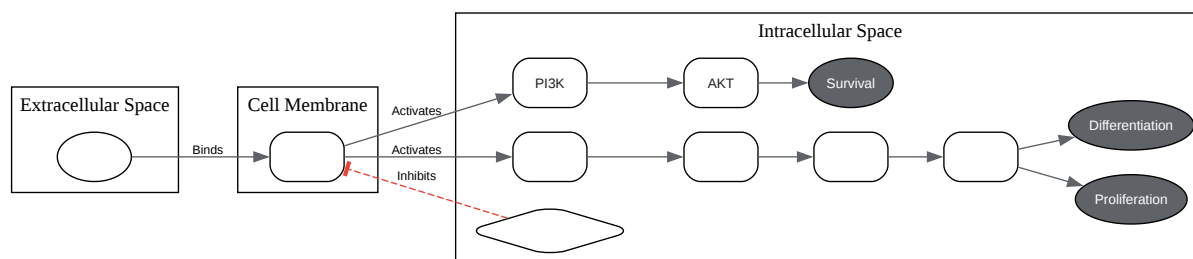 Intracellular Space
PI3K
AKT
Survival
Extracellular Space
Cell Membrane
Activates
Differentiation
Binds
Activates
Inhibits
Proliferation